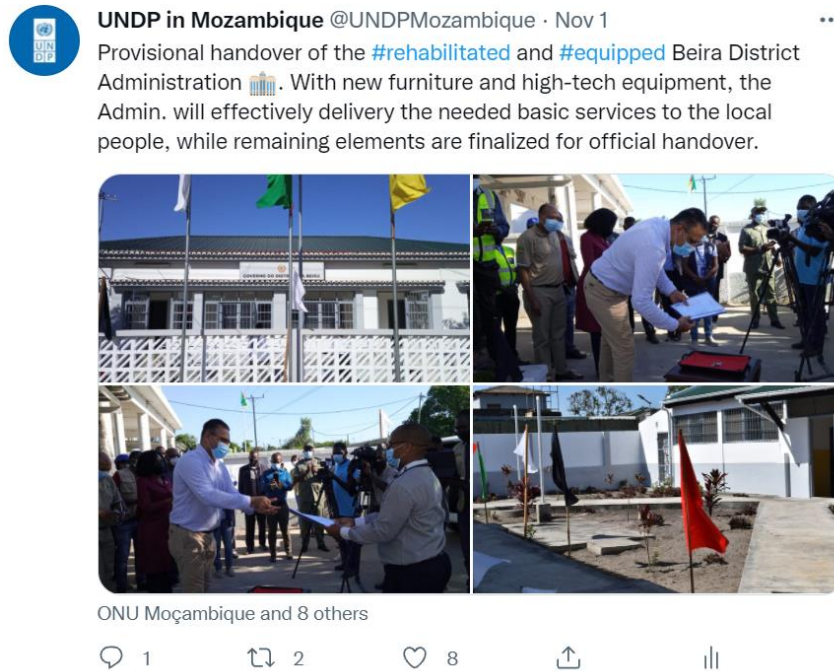 UNDP in Mozambique @UNDPMozambique · Nov 1
Provisional handover of the #rehabilitated and #equipped Beira District
Administration 🏛️. With new furniture and high-tech equipment, the
Admin. will effectively delivery the needed basic services to the local
people, while remaining elements are finalized for official handover.
UN
DP
GOVERNO DO DISTRITO DA BEIRA
ONU Moçambique and 8 others
1 2 8